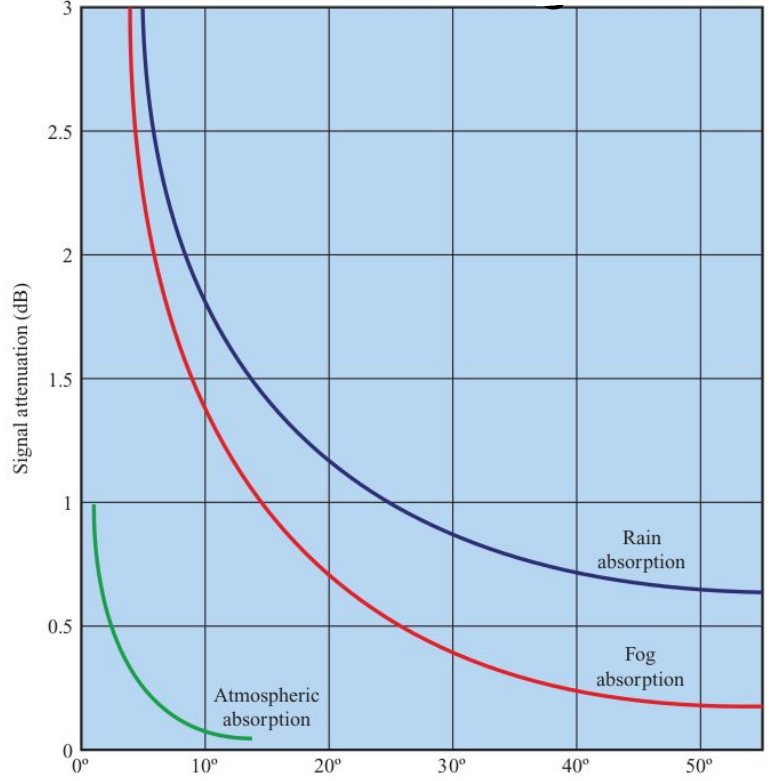 3
2.5
2
1.5
1
0.5
0
Signal attenuation (dB)
Rain
absorption
Fog
absorption
Atmospheric
absorption
0º
10º
20º
30º
40º
50º